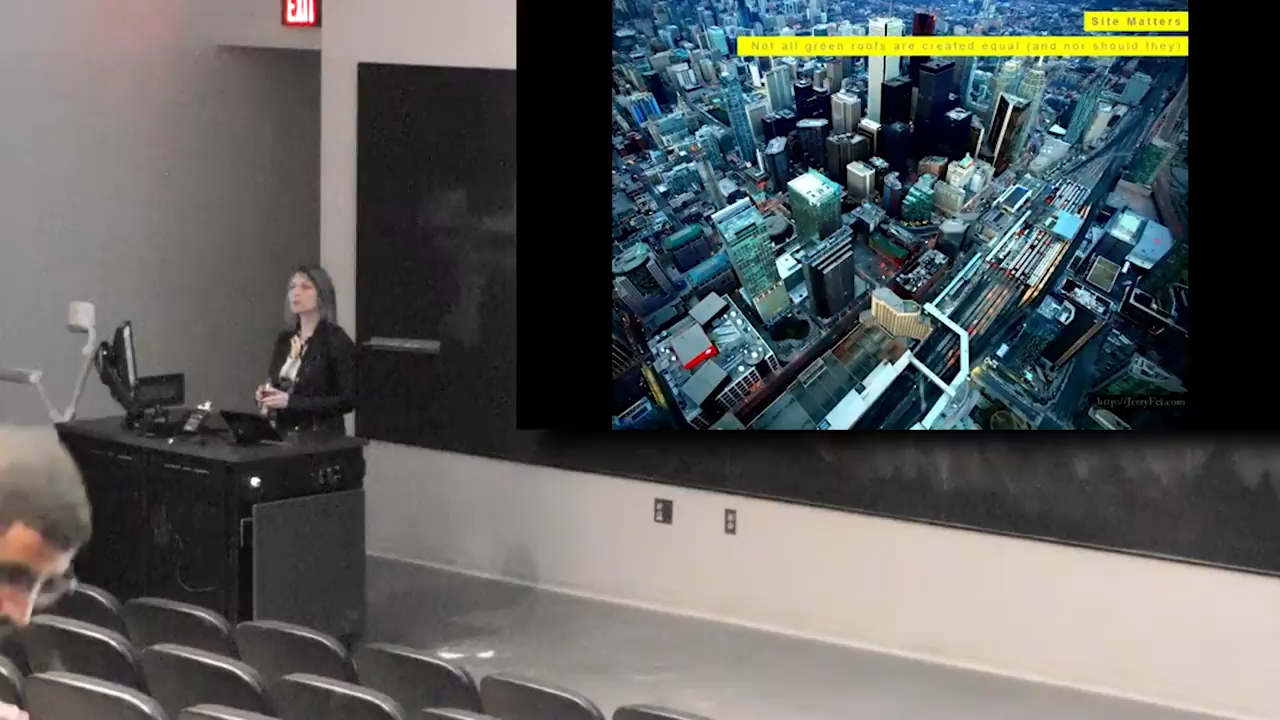 EXIT
Site Matters
Not all green roofs are created equal (and nor should they)
http://JerryFei.com